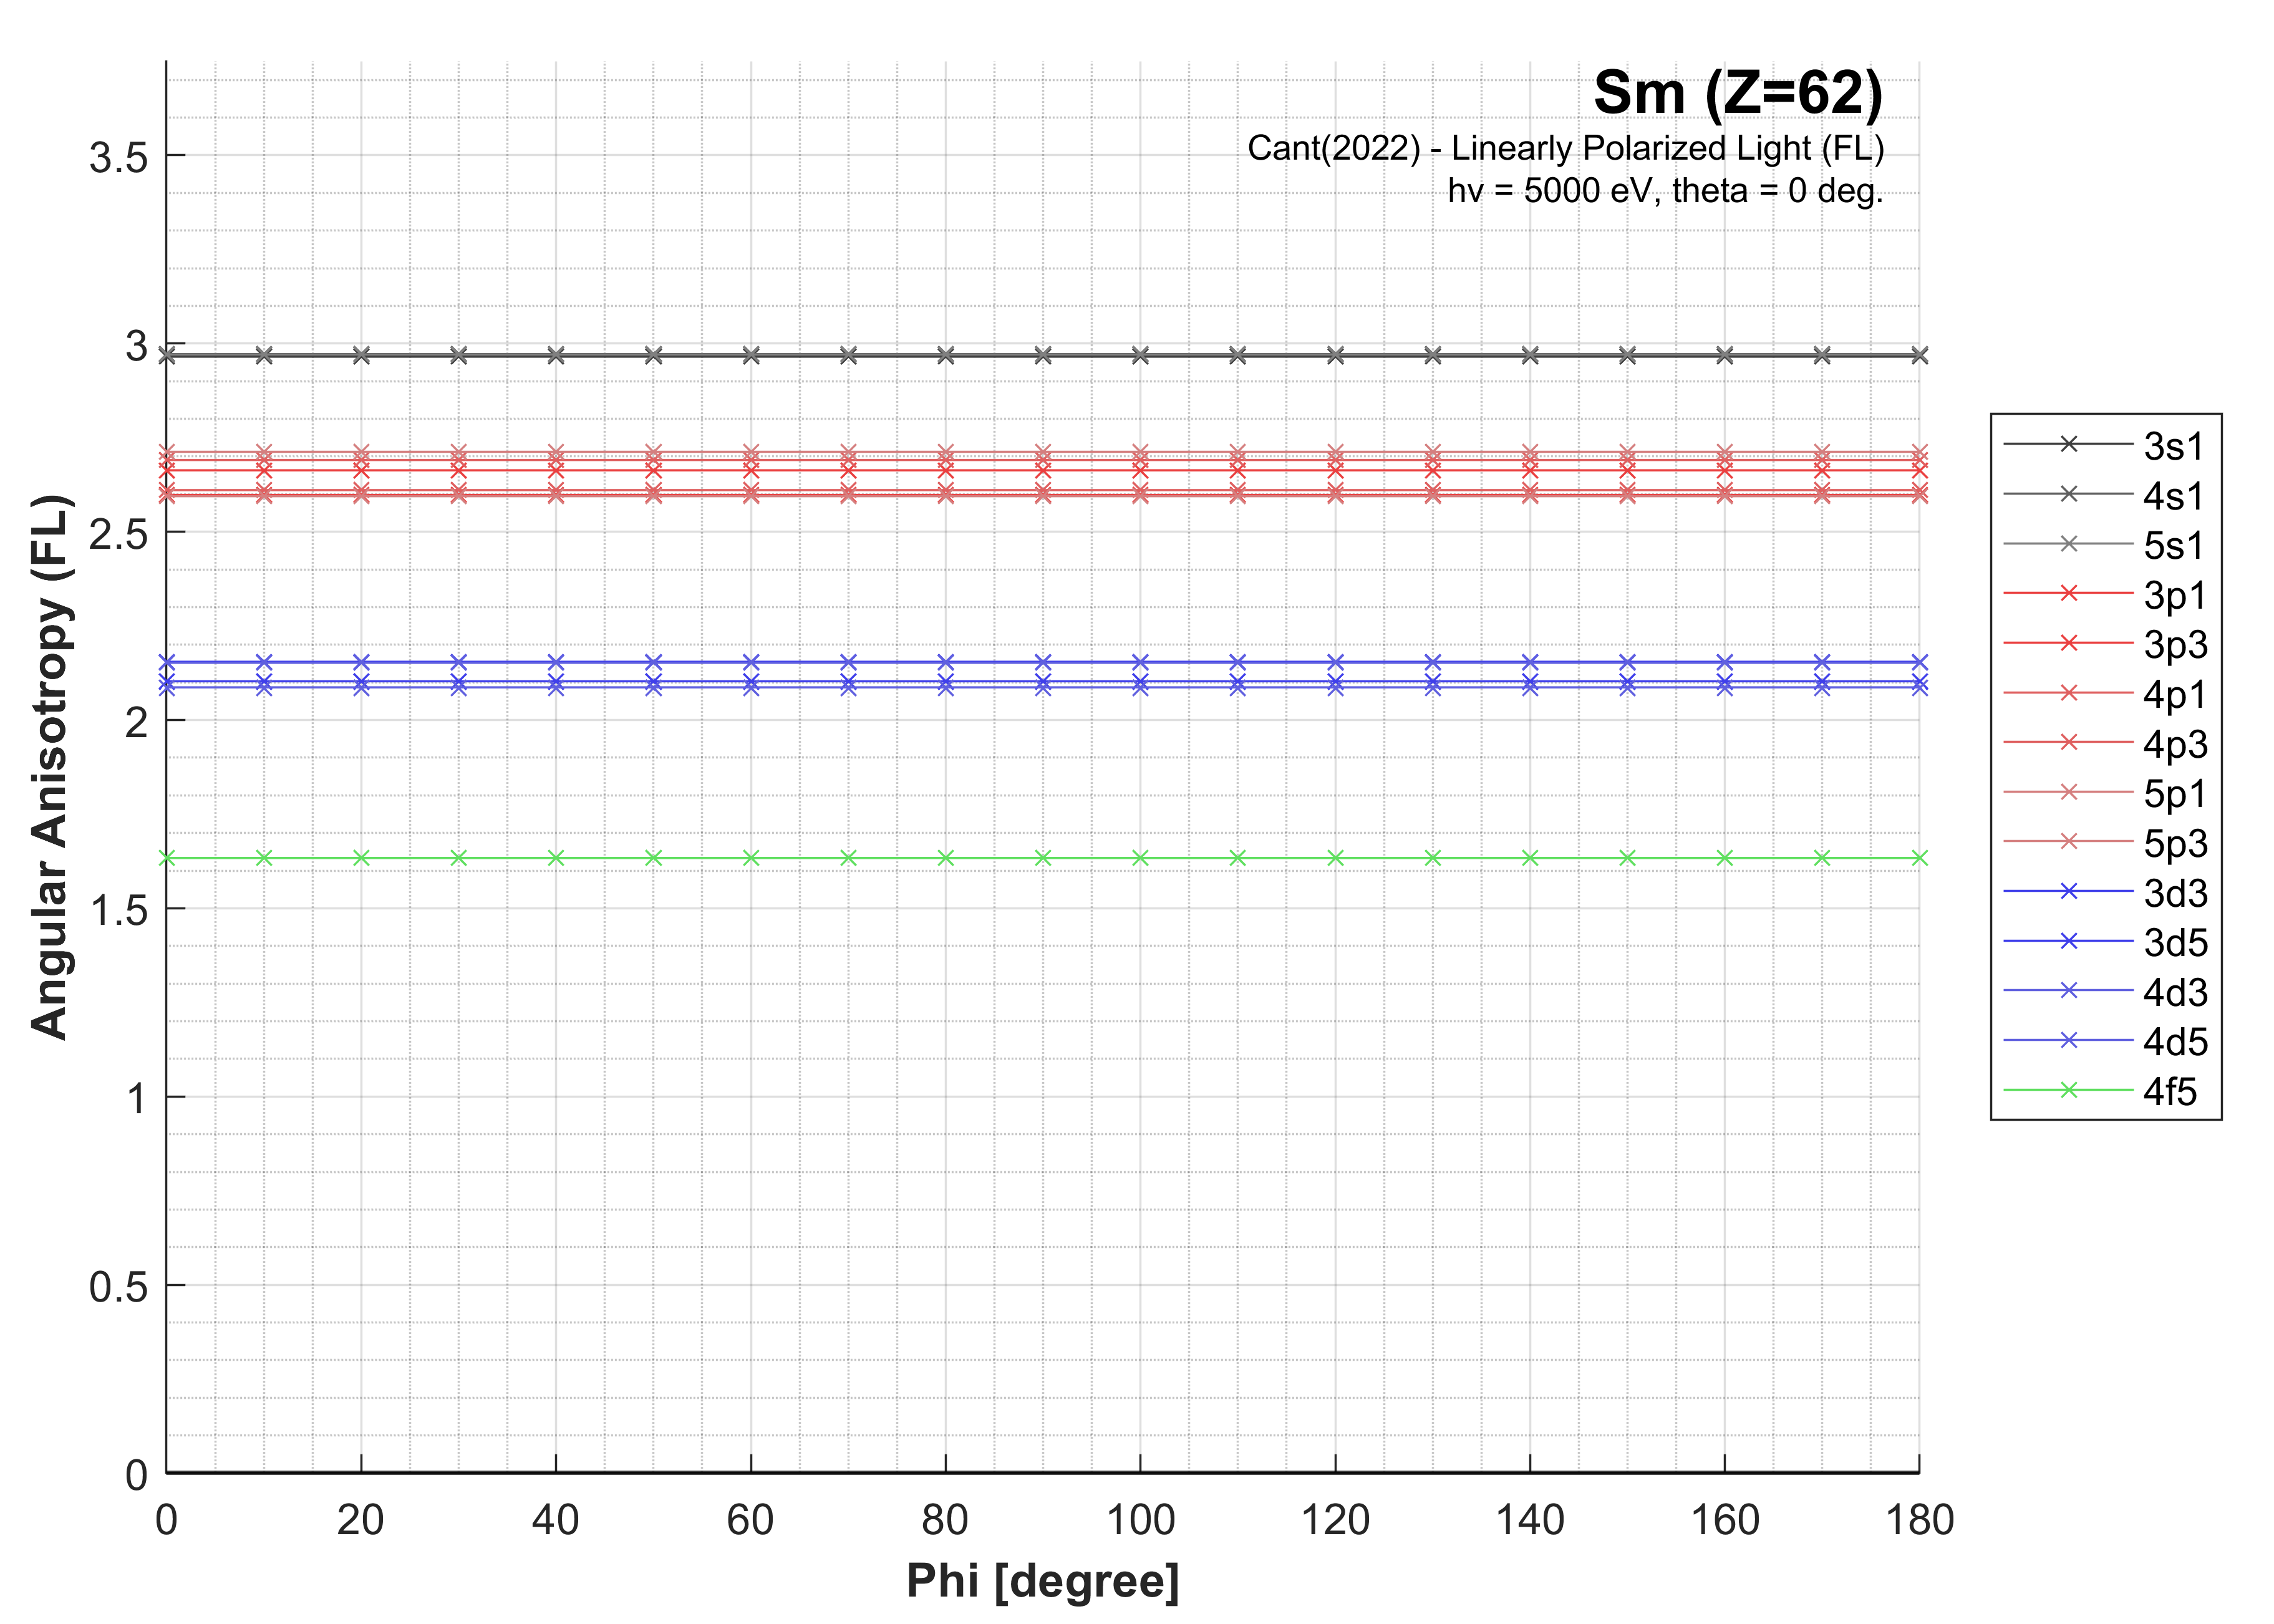 Sm (Z=62)
Cant(2022) - Linearly Polarized Light (FL)
hv = 5000 eV, theta = 0 deg.
Angular Anisotropy (FL)
3.5
3
2.5
2
1.5
1
0.5
0
0 20 40 60 80 100 120 140 160 180
Phi [degree]
3s1
4s1
5s1
3p1
3p3
4p1
4p3
5p1
5p3
3d3
3d5
4d3
4d5
4f5